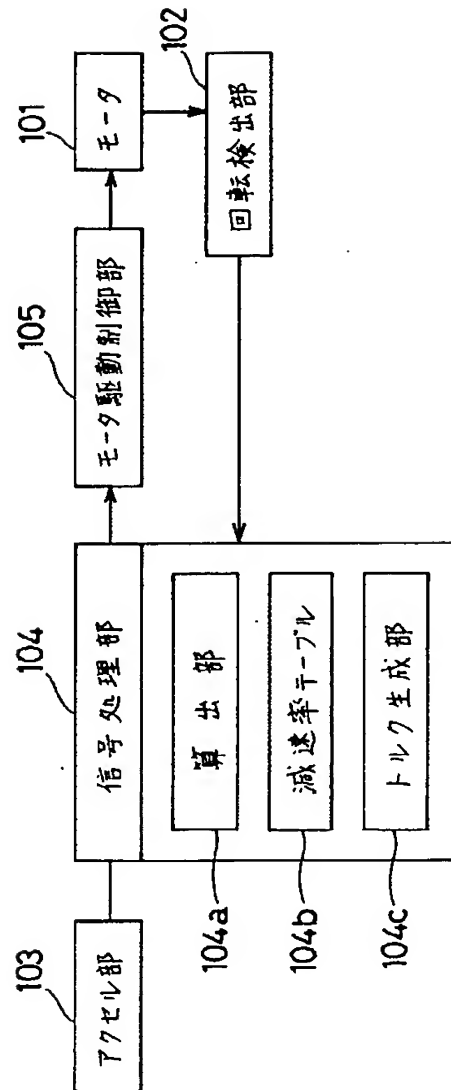 103
アクセル部
104
信号処理部
104a
算出部
104b
減速率テーブル
104c
トルク生成部
105
モータ駆動制御部
101
モータ
102
回転検出部